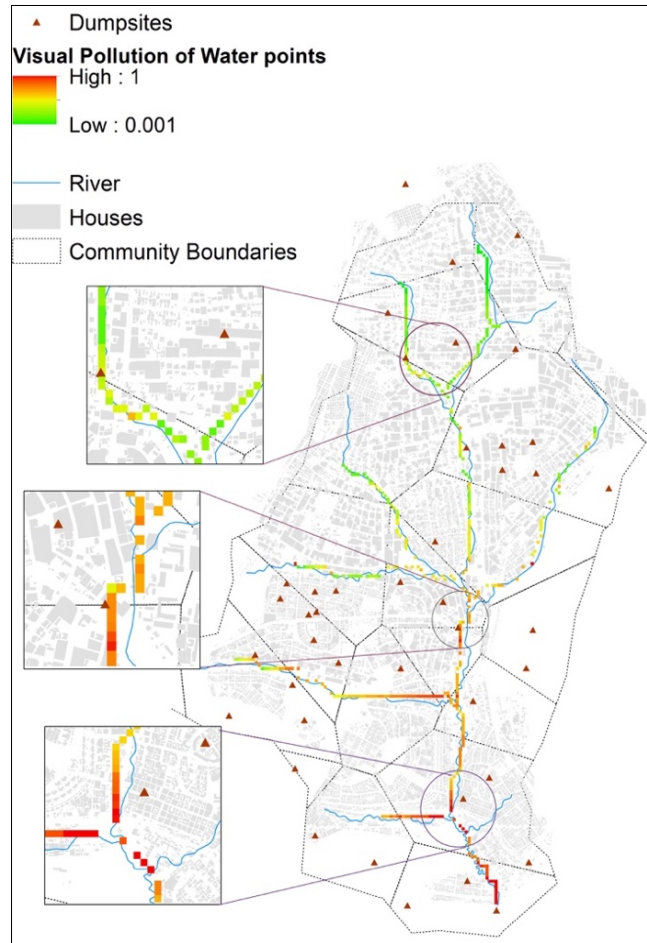 Dumpsites
Visual Pollution of Water points
High : 1
Low : 0.001
River
Houses
Community Boundaries